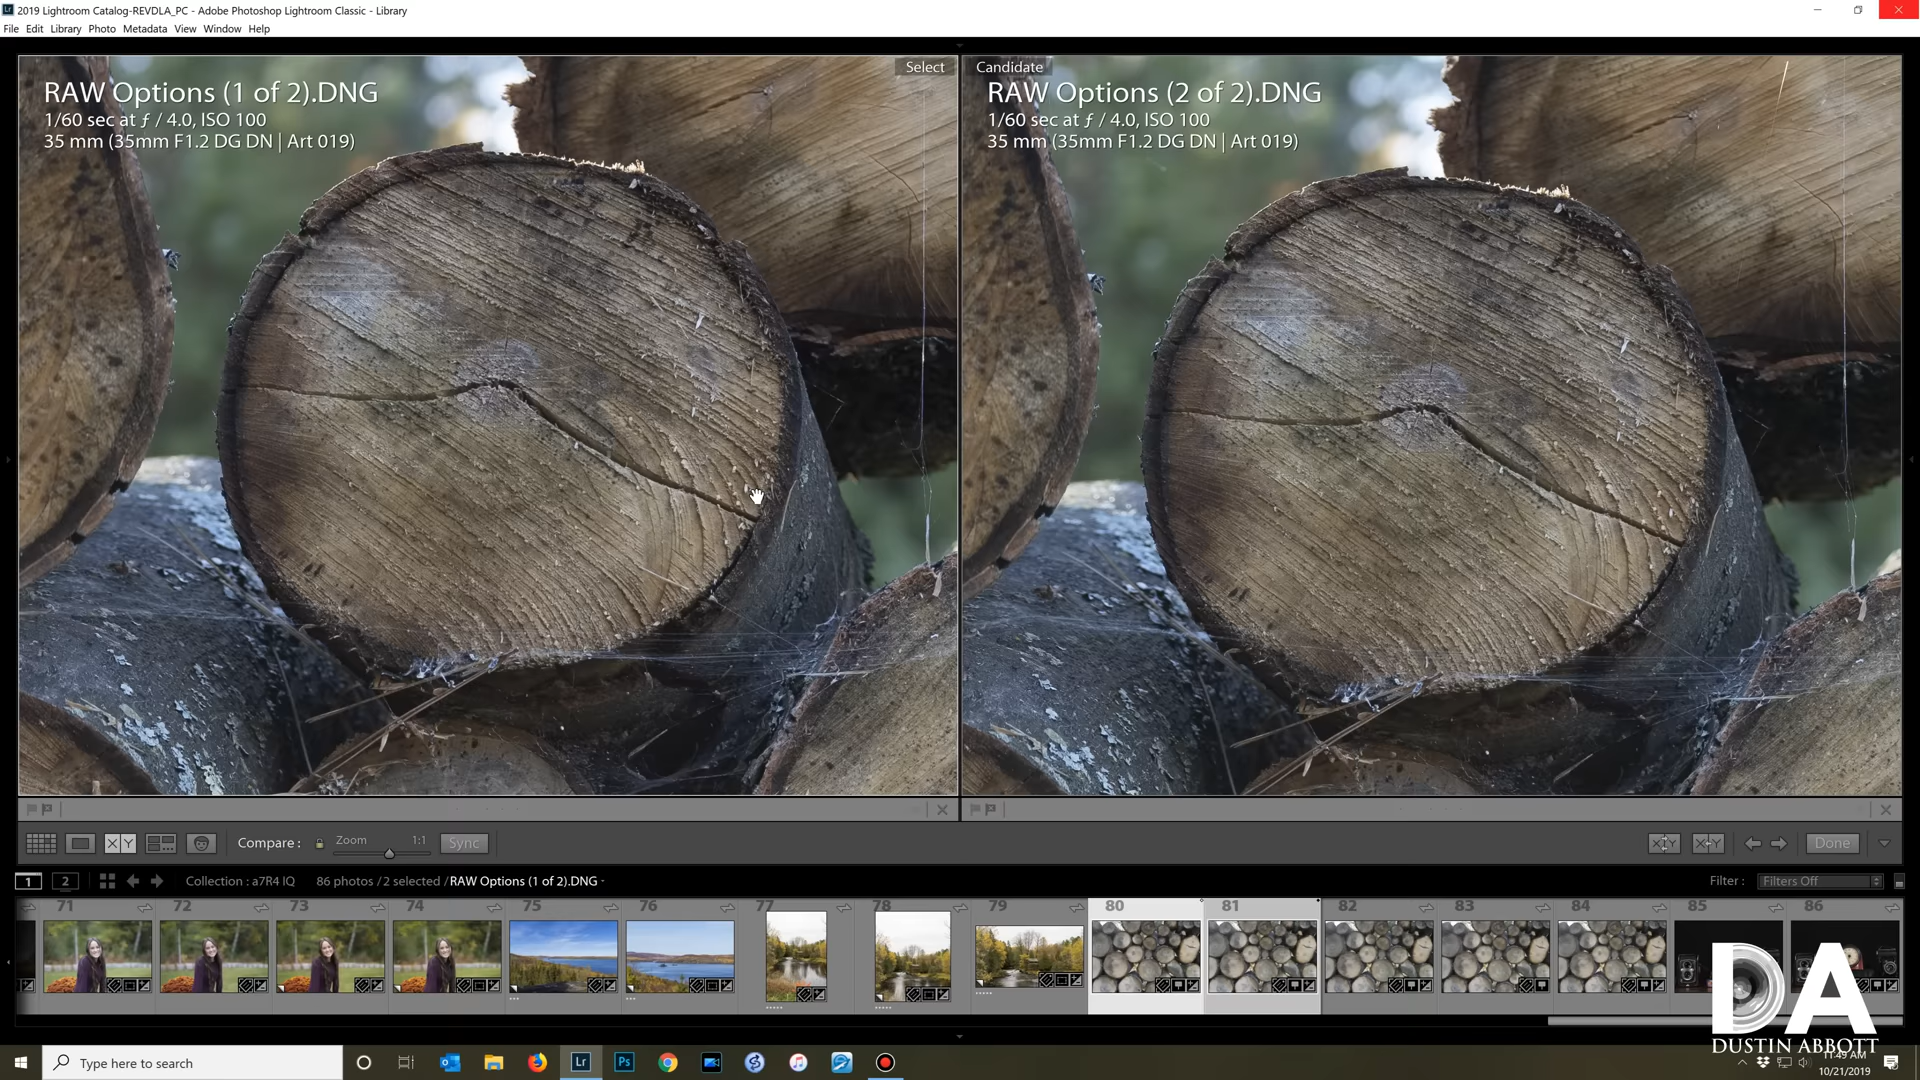 2019 Lightroom Catalog-REVDLA_PC - Adobe Photoshop Lightroom Classic - Library
File Edit Library Photo Metadata View Window Help
Select
RAW Options (1 of 2).DNG
1/60 sec at ƒ / 4.0, ISO 100
35 mm (35mm F1.2 DG DN | Art 019)
Candidate
RAW Options (2 of 2).DNG
1/60 sec at ƒ / 4.0, ISO 100
35 mm (35mm F1.2 DG DN | Art 019)
X Y Compare : Zoom 1:1 Sync Done
1 2 Collection : a7R4 IQ 86 photos / 2 selected / RAW Options (1 of 2).DNG Filter : Filters Off
71 72 73 74 75 76 77 78 79 80 81 82 83 84 85 86
DA
DUSTIN ABBOTT
Type here to search
Lr Ps
11:49 AM
10/21/2019